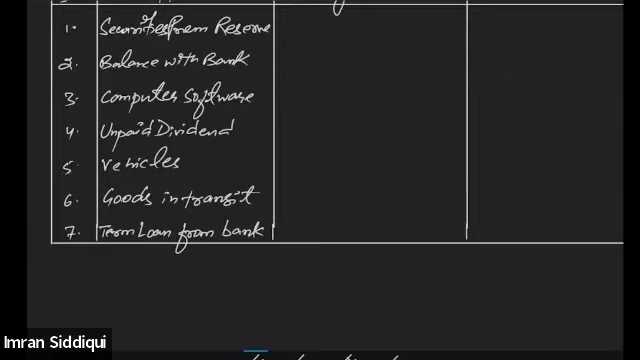 1. Securities Prem Reserve
2. Balance with Bank
3. Computer Software
4. Unpaid Dividend
5. Vehicles
6. Goods in transit
7. Term Loan from bank
Imran Siddiqui